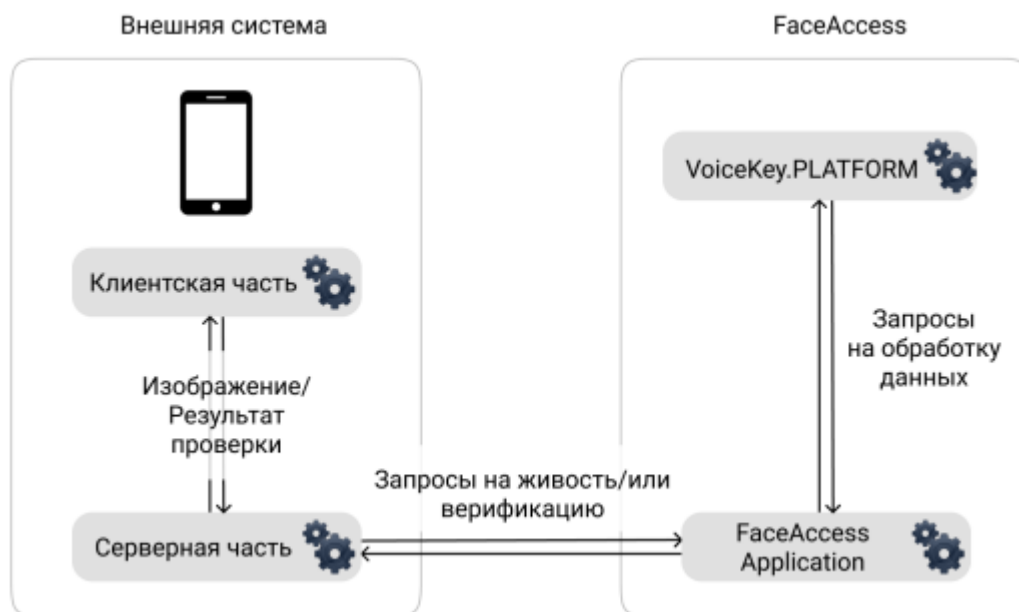 Внешняя система
FaceAccess
VoiceKey.PLATFORM
Клиентская часть
Запросы
на обработку
данных
Изображение/
Результат
проверки
Запросы на живость/или
верификацию
Серверная часть
FaceAccess
Application